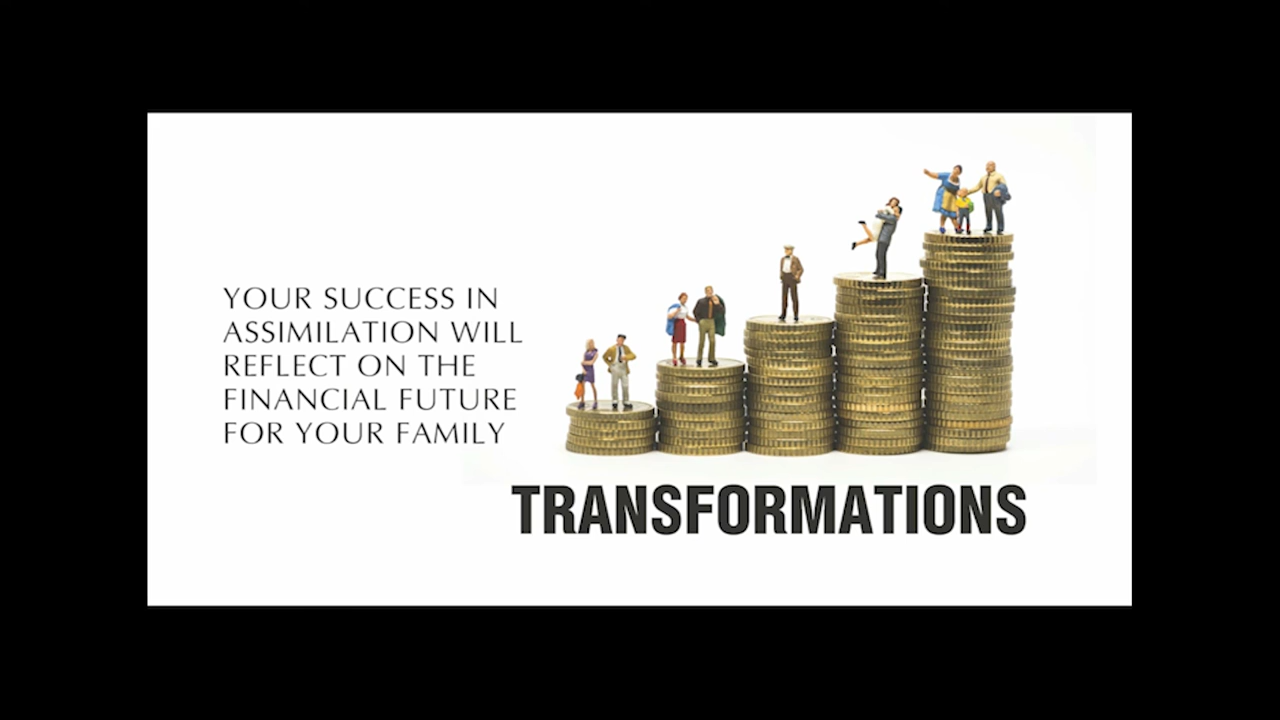 YOUR SUCCESS IN
ASSIMILATION WILL
REFLECT ON THE
FINANCIAL FUTURE
FOR YOUR FAMILY
TRANSFORMATIONS